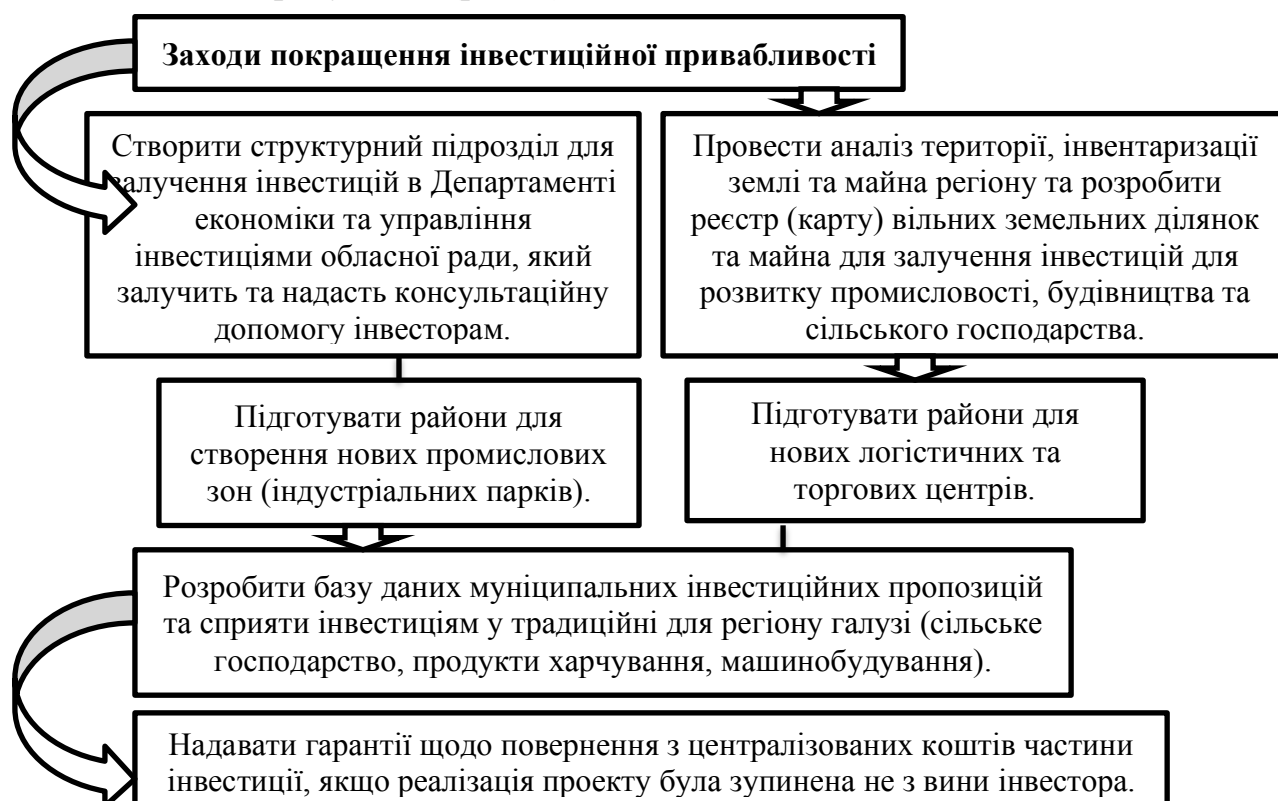 Заходи покращення інвестиційної привабливості
Створити структурний підрозділ для
залучення інвестицій в Департаменті
економіки та управління
інвестиціями обласної ради, який
залучить та надасть консультаційну
допомогу інвесторам.
Провести аналіз території, інвентаризації
землі та майна регіону та розробити
реєстр (карту) вільних земельних ділянок
та майна для залучення інвестицій для
розвитку промисловості, будівництва та
сільського господарства.
Підготувати райони для
створення нових промислових
зон (індустріальних парків).
Підготувати райони для
нових логістичних та
торгових центрів.
Розробити базу даних муніципальних інвестиційних пропозицій
та сприяти інвестиціям у традиційні для регіону галузі (сільське
господарство, продукти харчування, машинобудування).
Надавати гарантії щодо повернення з централізованих коштів частини
інвестиції, якщо реалізація проекту була зупинена не з вини інвестора.